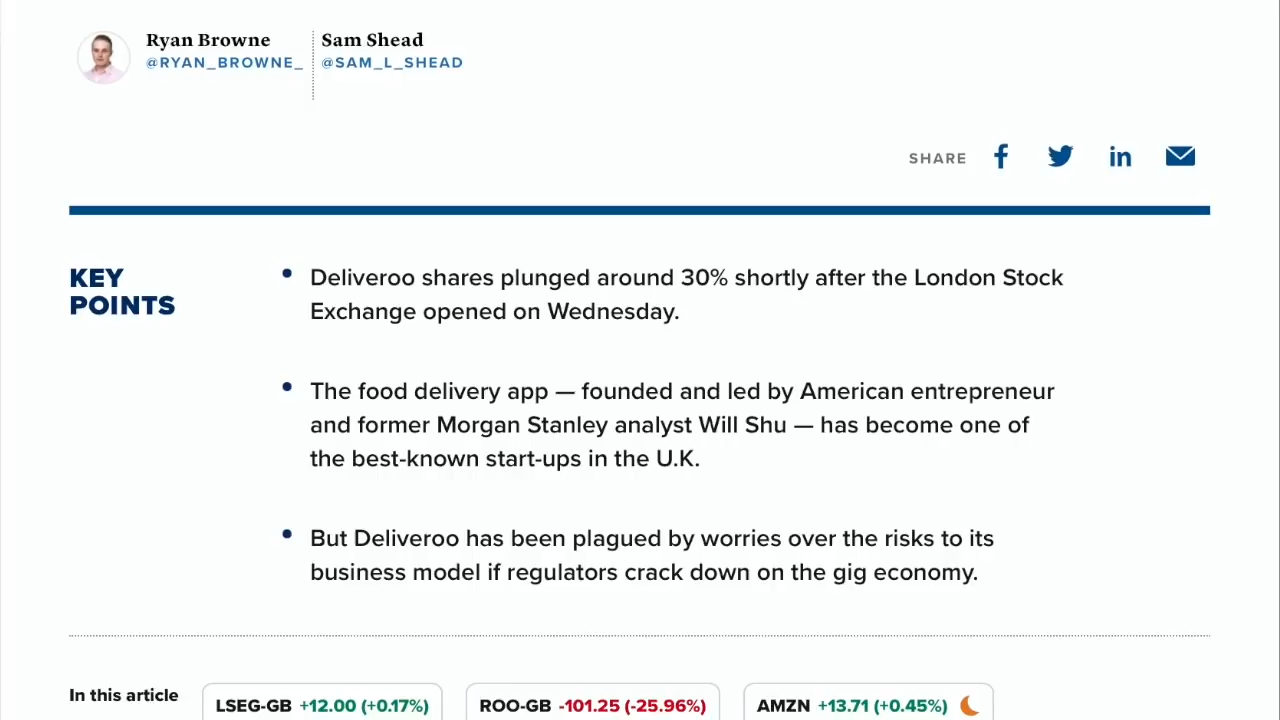 Ryan Browne
@RYAN_BROWNE_
Sam Shead
@SAM_L_SHEAD
SHARE
KEY
POINTS
Deliveroo shares plunged around 30% shortly after the London Stock
Exchange opened on Wednesday.
The food delivery app — founded and led by American entrepreneur
and former Morgan Stanley analyst Will Shu — has become one of
the best-known start-ups in the U.K.
But Deliveroo has been plagued by worries over the risks to its
business model if regulators crack down on the gig economy.
In this article
LSEG-GB +12.00 (+0.17%)
ROO-GB -101.25 (-25.96%)
AMZN +13.71 (+0.45%)